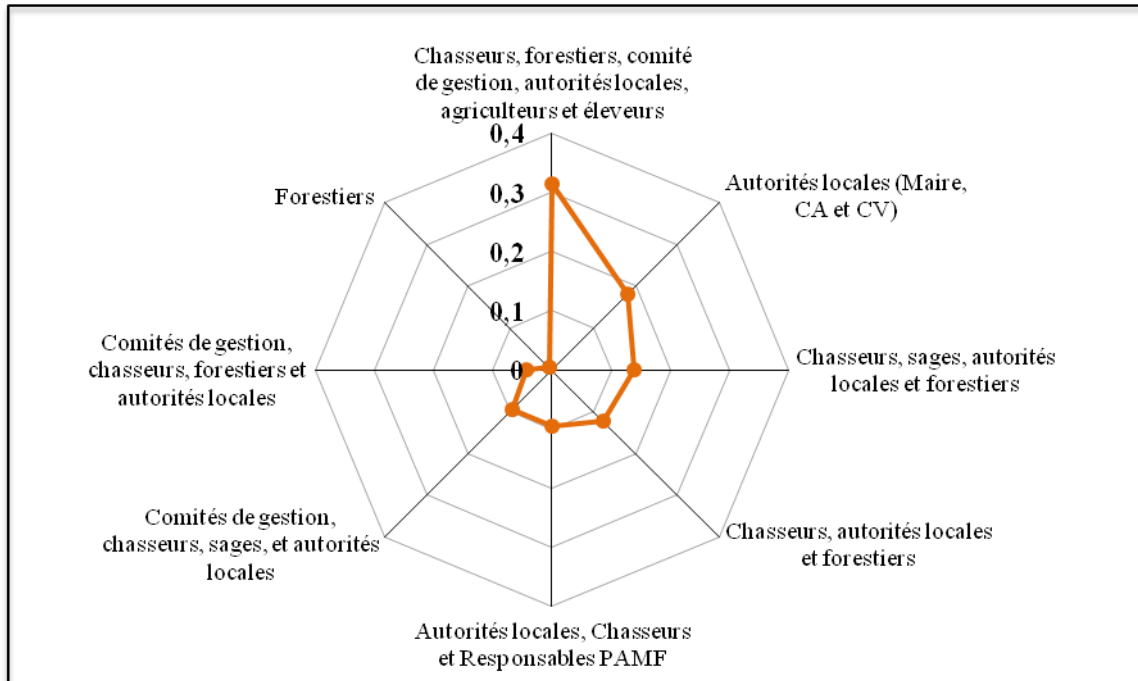 Chasseurs, forestiers, comité
de gestion, autorités locales,
agriculteurs et éleveurs
0,4
0,3
0,2
0,1
0
Autorités locales (Maire,
CA et CV)
Chasseurs, sages, autorités
locales et forestiers
Chasseurs, autorités locales
et forestiers
Autorités locales, Chasseurs
et Responsables PAMF
Comités de gestion,
chasseurs, sages, et autorités
locales
Comités de gestion,
chasseurs, forestiers et
autorités locales
Forestiers